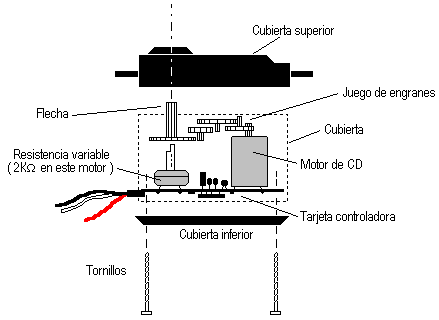 Cubierta superior
Juego de engranes
Flecha
Cubierta
Resistencia variable
( 2KΩ en este motor )
Motor de CD
Tarjeta controladora
Cubierta inferior
Tornillos